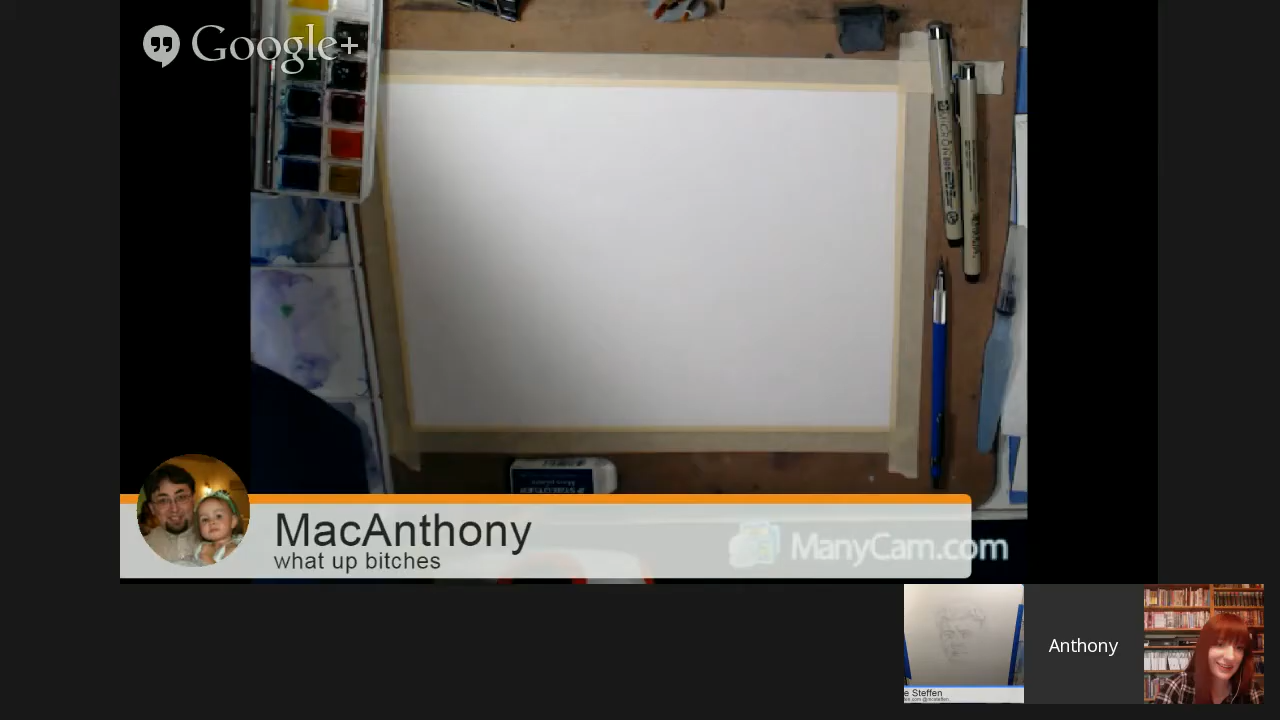 Google+
MacAnthony
what up bitches
ManyCam.com
Anthony
e Steffen